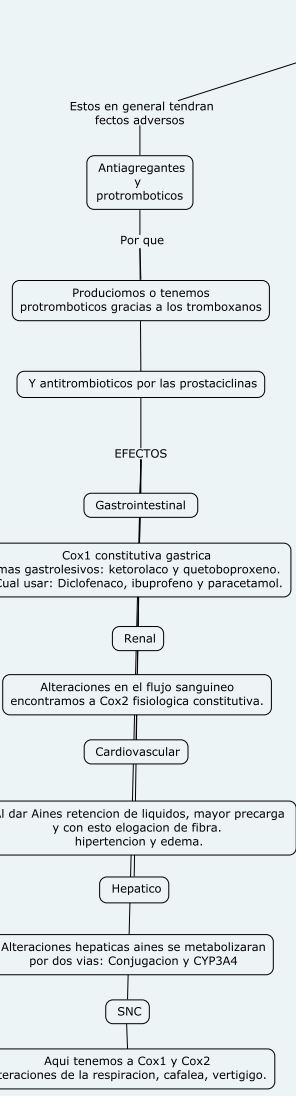 Estos en general tendran
fectos adversos
Antiagregantes
y
protromboticos
Por que
Produciomos o tenemos
protromboticos gracias a los tromboxanos
Y antitrombioticos por las prostaciclinas
EFECTOS
Gastrointestinal
Cox1 constitutiva gastrica
mas gastrolesivos: ketorolaco y quetoboproxeno.
Cual usar: Diclofenaco, ibuprofeno y paracetamol.
Renal
Alteraciones en el flujo sanguineo
encontramos a Cox2 fisiologica constitutiva.
Cardiovascular
Al dar Aines retencion de liquidos, mayor precarga
y con esto elogacion de fibra.
hipertencion y edema.
Hepatico
Alteraciones hepaticas aines se metabolizaran
por dos vias: Conjugacion y CYP3A4
SNC
Aqui tenemos a Cox1 y Cox2
teraciones de la respiracion, cafalea, vertigigo.